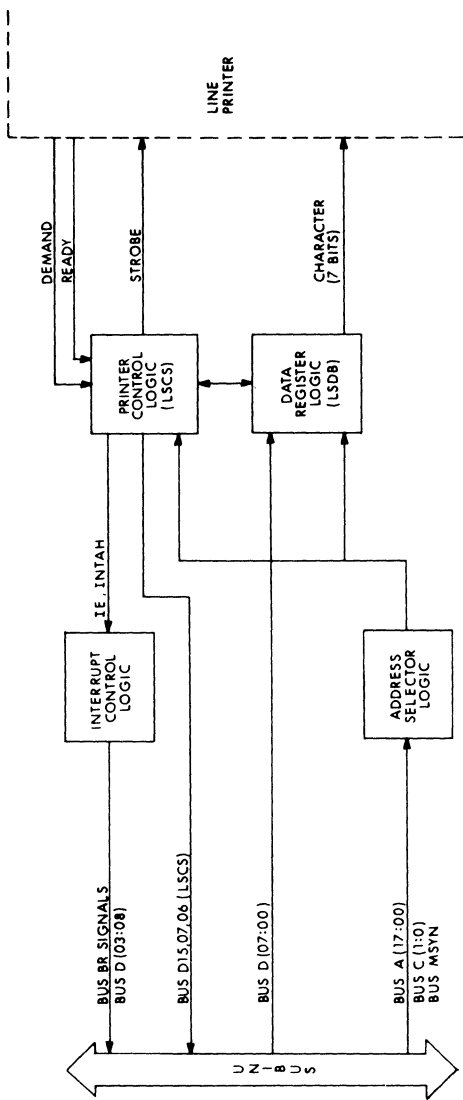 UNIBUS
BUS BR SIGNALS
BUS D (03:08)
BUS D15,07,06 (LSCS)
BUS D (07:00)
BUS A (17:00)
BUS C (1:0)
BUS MSYN
INTERRUPT
CONTROL
LOGIC
IE, INTAH
ADDRESS
SELECTOR
LOGIC
PRINTER
CONTROL
LOGIC
(LSCS)
DATA
REGISTER
LOGIC
(LSDB)
DEMAND
READY
STROBE
CHARACTER
(7 BITS)
LINE
PRINTER